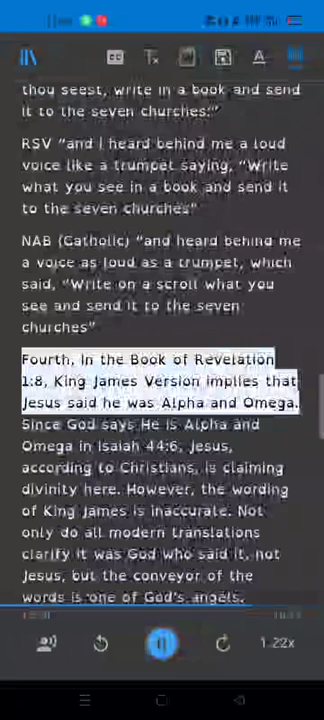 thou seest, write in a book and send
it to the seven churches:"
RSV "and I heard behind me a loud
voice like a trumpet saying, "Write
what you see in a book and send it
to the seven churches"
NAB (Catholic) "and heard behind me
a voice as loud as a trumpet, which
said, "Write on a scroll what you
see and send it to the seven
churches"
Fourth, in the Book of Revelation
1:8, King James Version implies that
Jesus said he was Alpha and Omega.
Since God says He is Alpha and
Omega in Isaiah 44:6, Jesus,
according to Christians, is claiming
divinity here. However, the wording
of King James is inaccurate. Not
only do all modern translations
clarify it was God who said it, not
Jesus, but the conveyor of the
words is one of God's angels.
1.22x